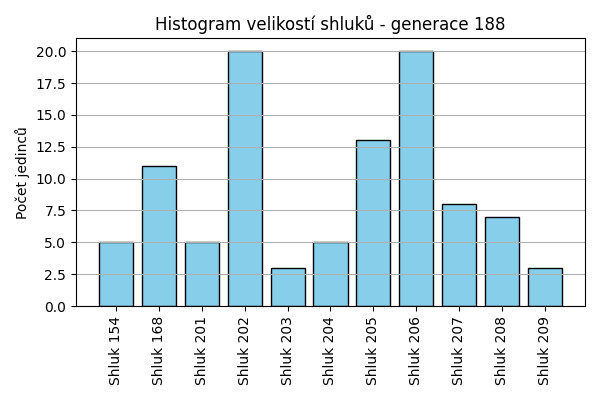 Histogram velikostí shluků - generace 188
Počet jedinců
20.0
17.5
15.0
12.5
10.0
7.5
5.0
2.5
0.0
Shluk 154
Shluk 168
Shluk 201
Shluk 202
Shluk 203
Shluk 204
Shluk 205
Shluk 206
Shluk 207
Shluk 208
Shluk 209